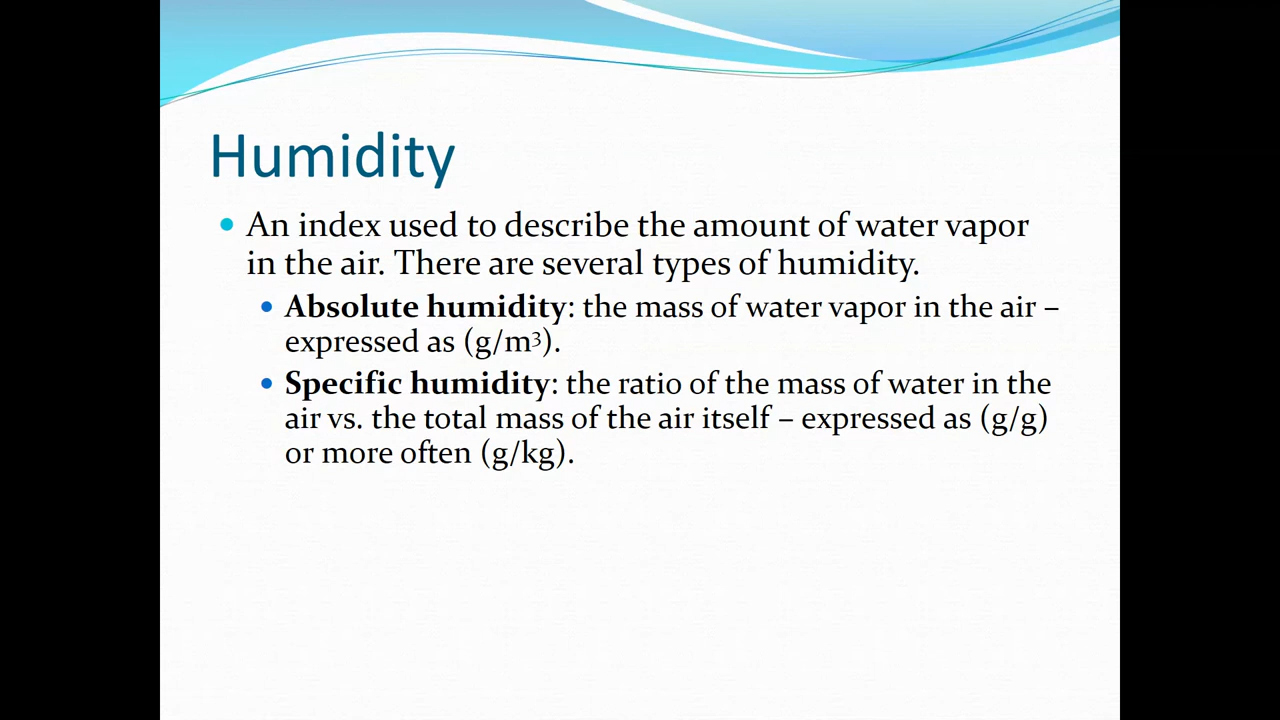 Humidity
An index used to describe the amount of water vapor
in the air. There are several types of humidity.
Absolute humidity: the mass of water vapor in the air –
expressed as (g/m³).
Specific humidity: the ratio of the mass of water in the
air vs. the total mass of the air itself – expressed as (g/g)
or more often (g/kg).